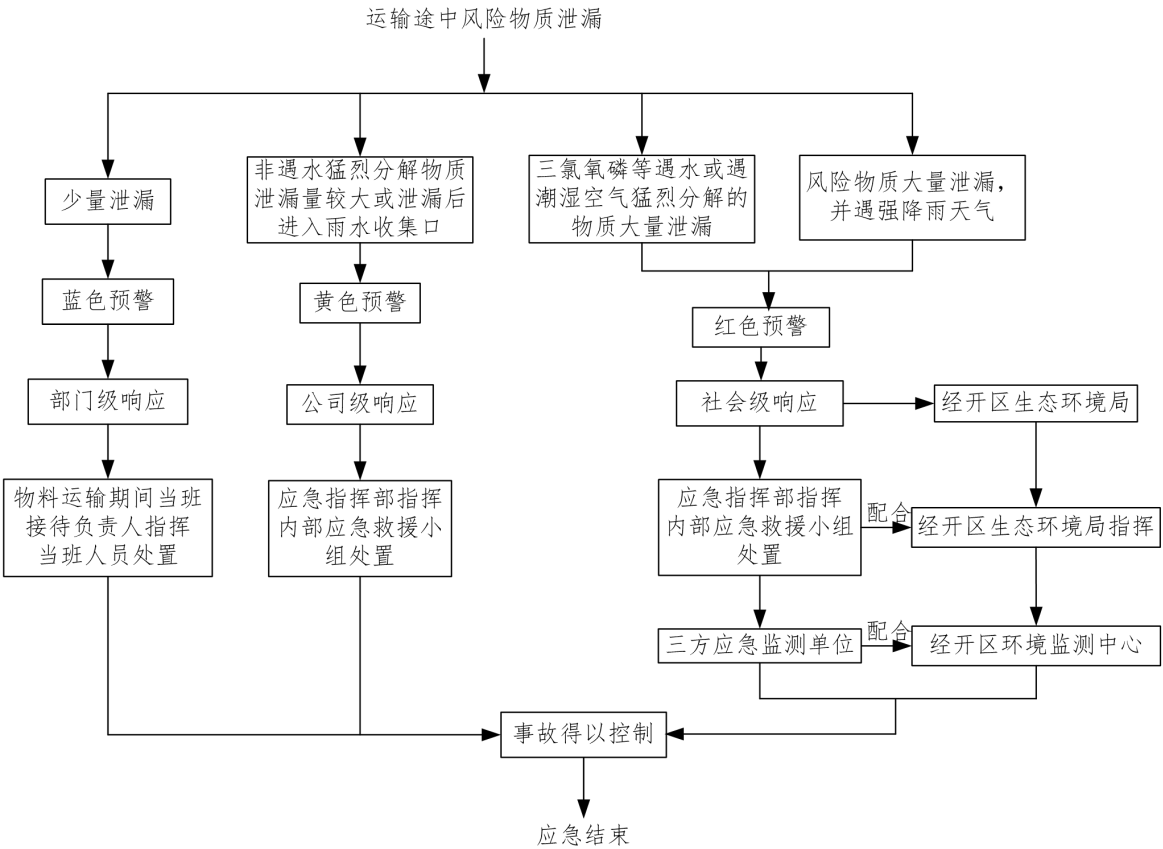 运输途中风险物质泄漏
少量泄漏
非遇水猛烈分解物质
泄漏量较大或泄漏后
进入雨水收集口
三氯氧磷等遇水或遇
潮湿空气猛烈分解的
物质大量泄漏
风险物质大量泄漏，
并遇强降雨天气
蓝色预警
黄色预警
红色预警
部门级响应
公司级响应
社会级响应
经开区生态环境局
物料运输期间当班
接待负责人指挥
当班人员处置
应急指挥部指挥
内部应急救援小
组处置
应急指挥部指挥
内部应急救援小组
处置
配合
经开区生态环境局指挥
三方应急监测单位
配合
经开区环境监测中心
事故得以控制
应急结束